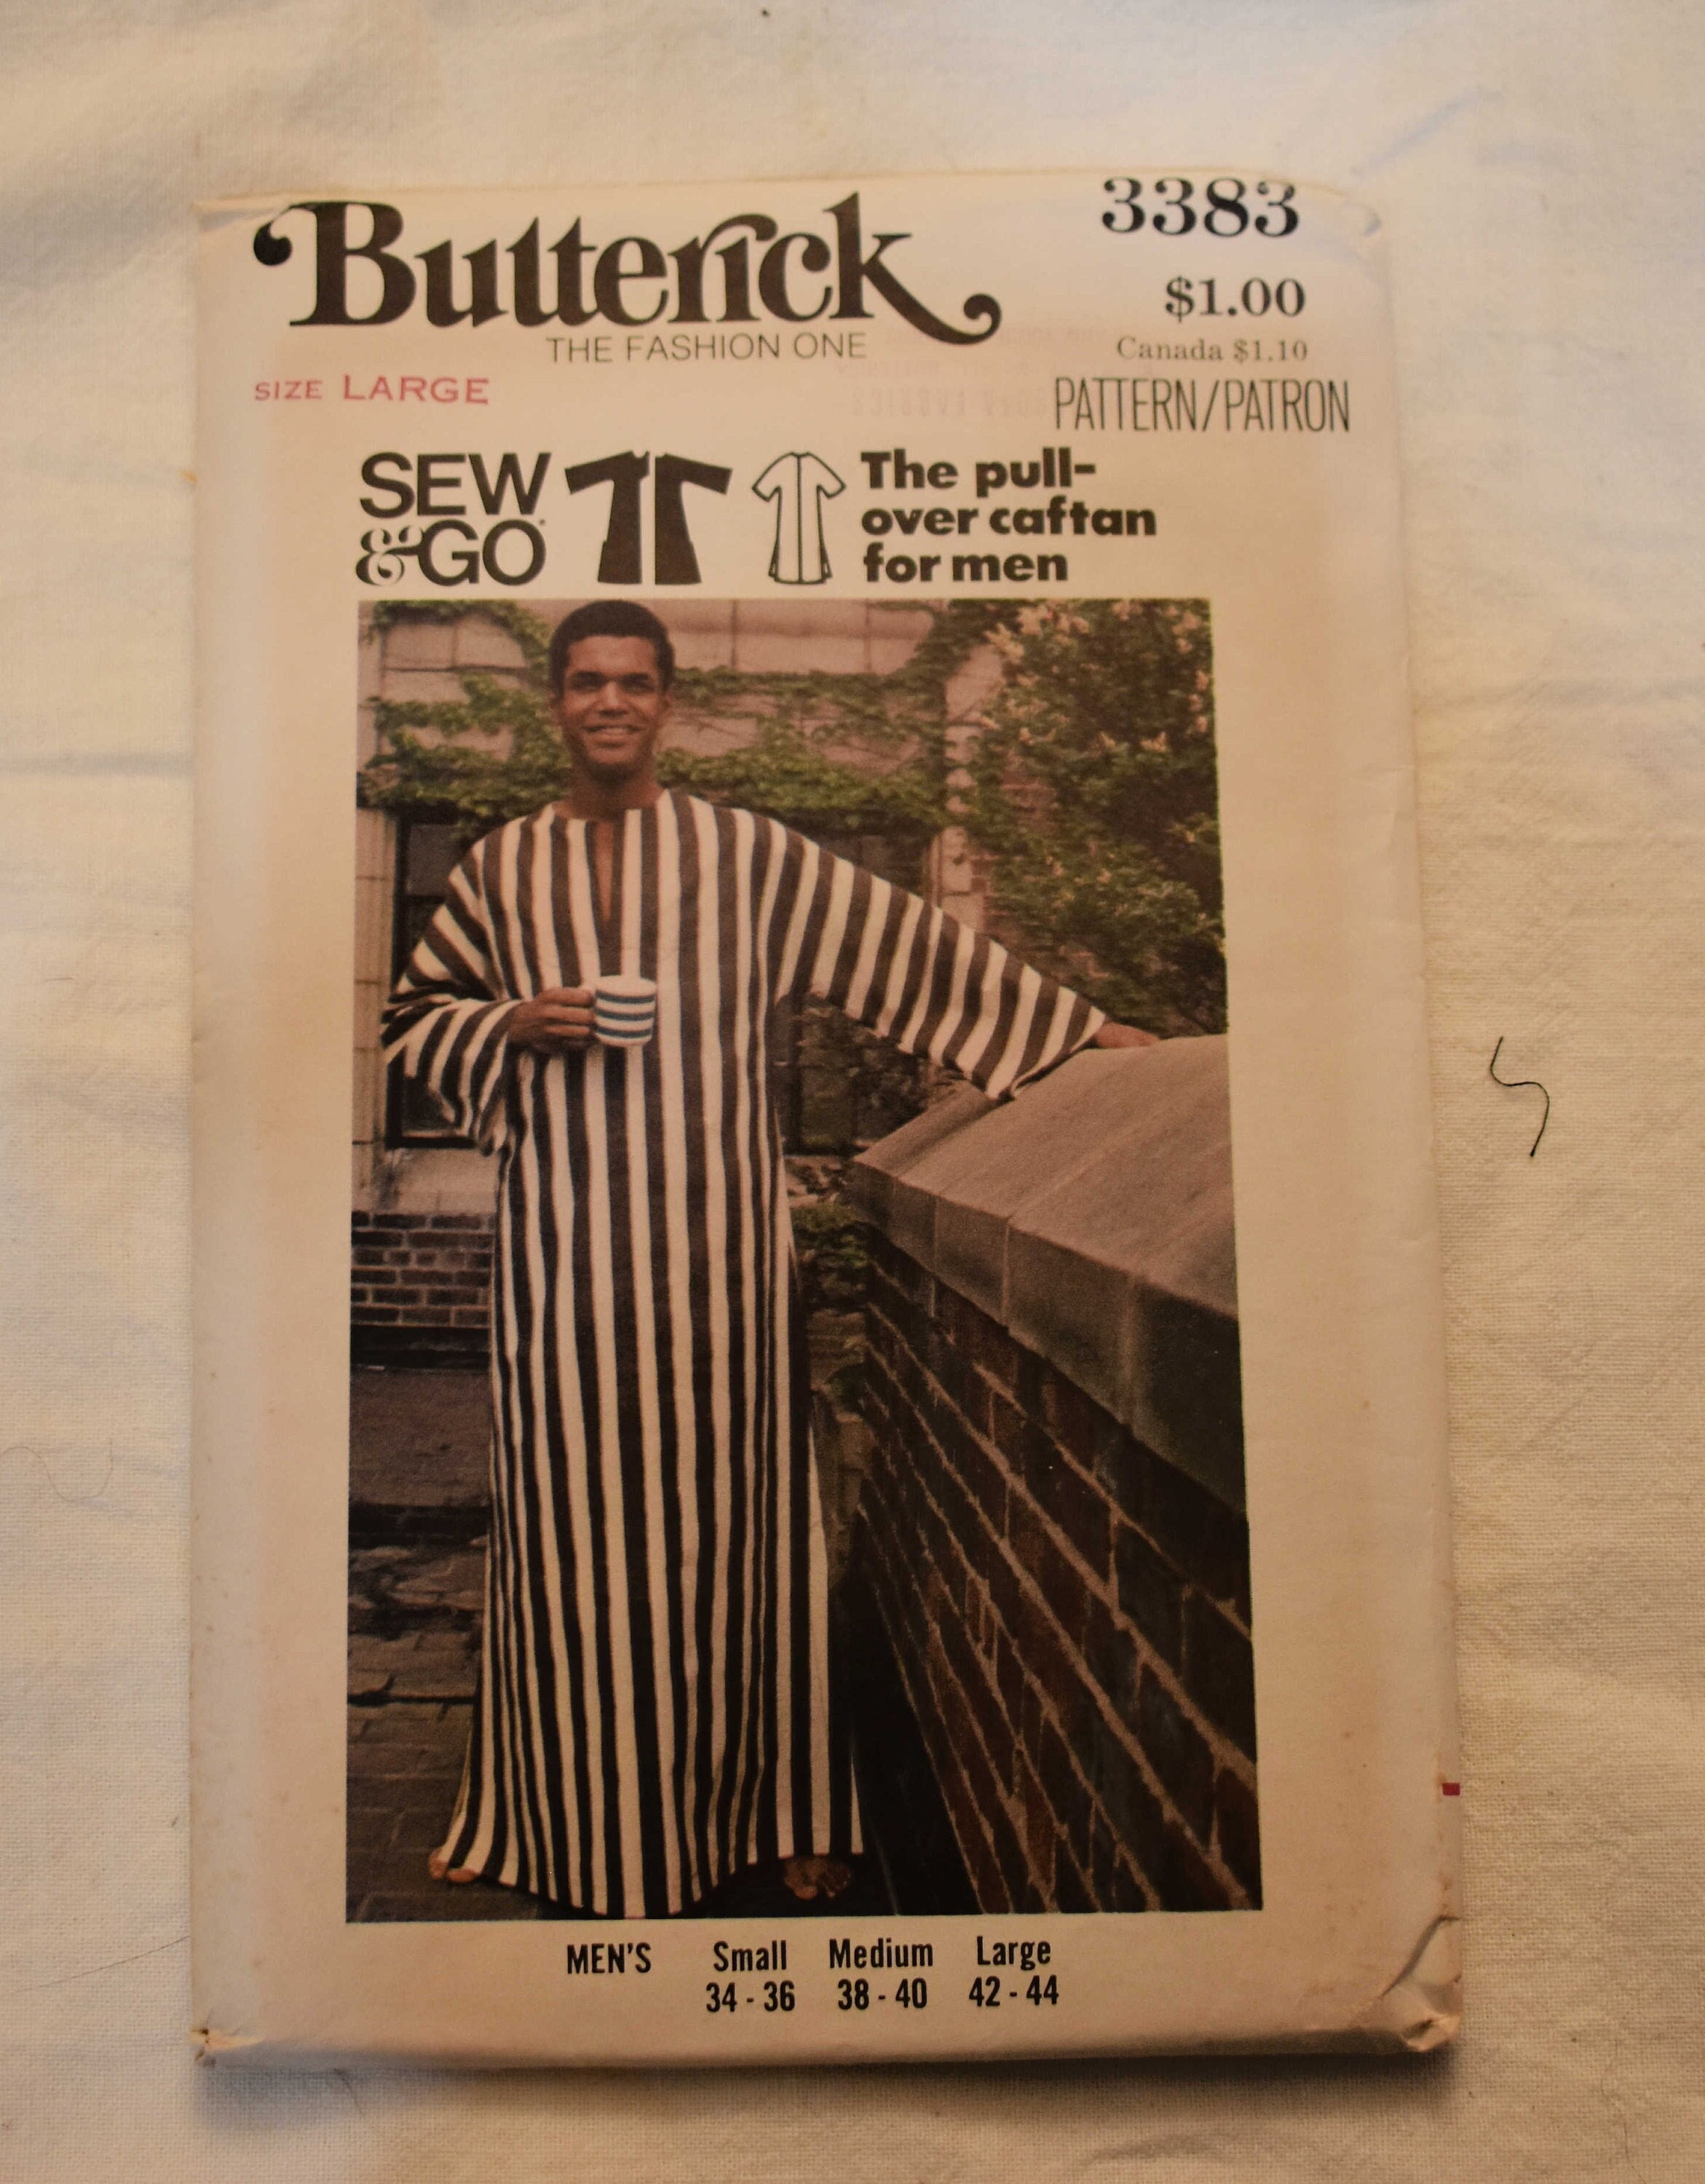 Butterick
THE FASHION ONE
3383
$1.00
Canada $1.10
SIZE LARGE
PATTERN/PATRON
SEW
&GO
The pull-
over caftan
for men
MEN'S Small Medium Large
34 - 36 38 - 40 42 - 44